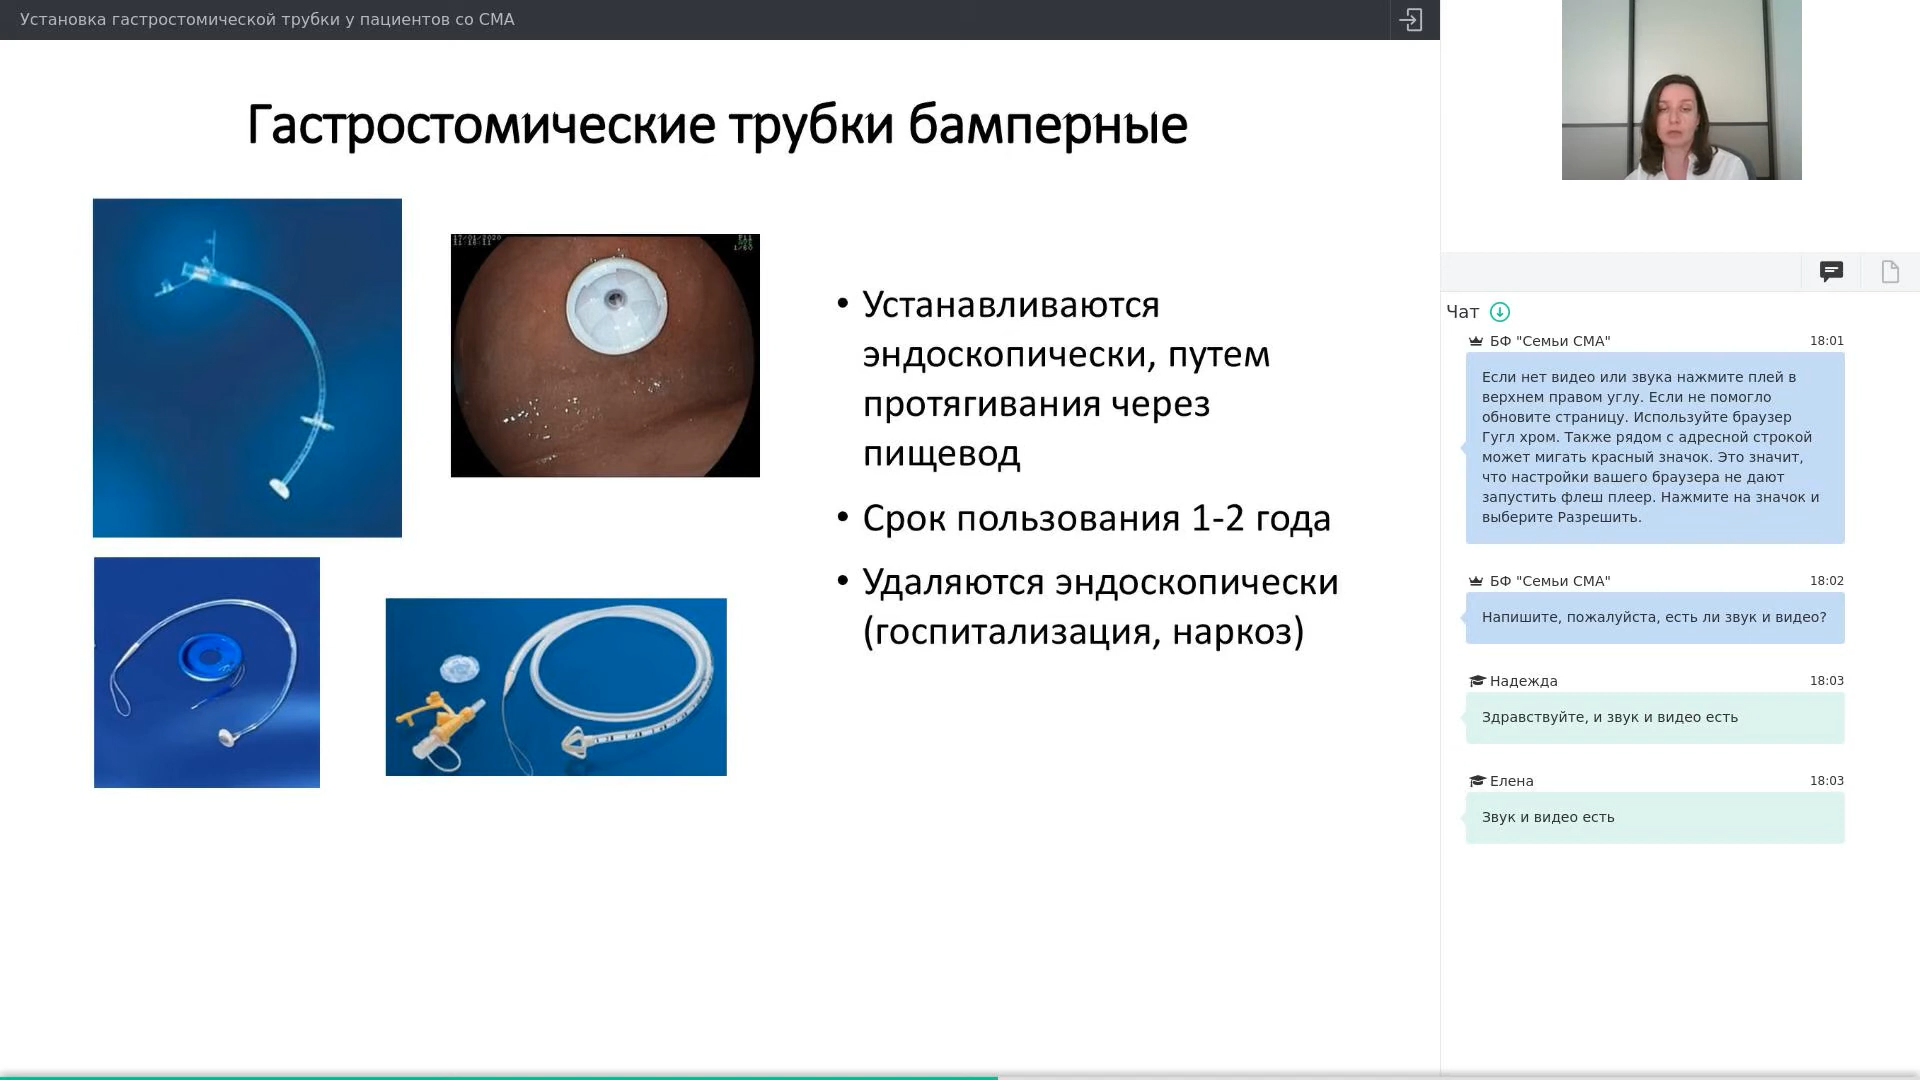 Установка гастростомической трубки у пациентов со СМА
Гастростомические трубки бамперные
17/01/2020
• Устанавливаются
эндоскопически, путем
протягивания через
пищевод
• Срок пользования 1-2 года
• Удаляются эндоскопически
(госпитализация, наркоз)
Чат
БФ "Семьи СМА" 18:01
Если нет видео или звука нажмите плей в
верхнем правом углу. Если не помогло
обновите страницу. Используйте браузер
Гугл хром. Также рядом с адресной строкой
может мигать красный значок. Это значит,
что настройки вашего браузера не дают
запустить флеш плеер. Нажмите на значок и
выберите Разрешить.
БФ "Семьи СМА" 18:02
Напишите, пожалуйста, есть ли звук и видео?
Надежда 18:03
Здравствуйте, и звук и видео есть
Елена 18:03
Звук и видео есть